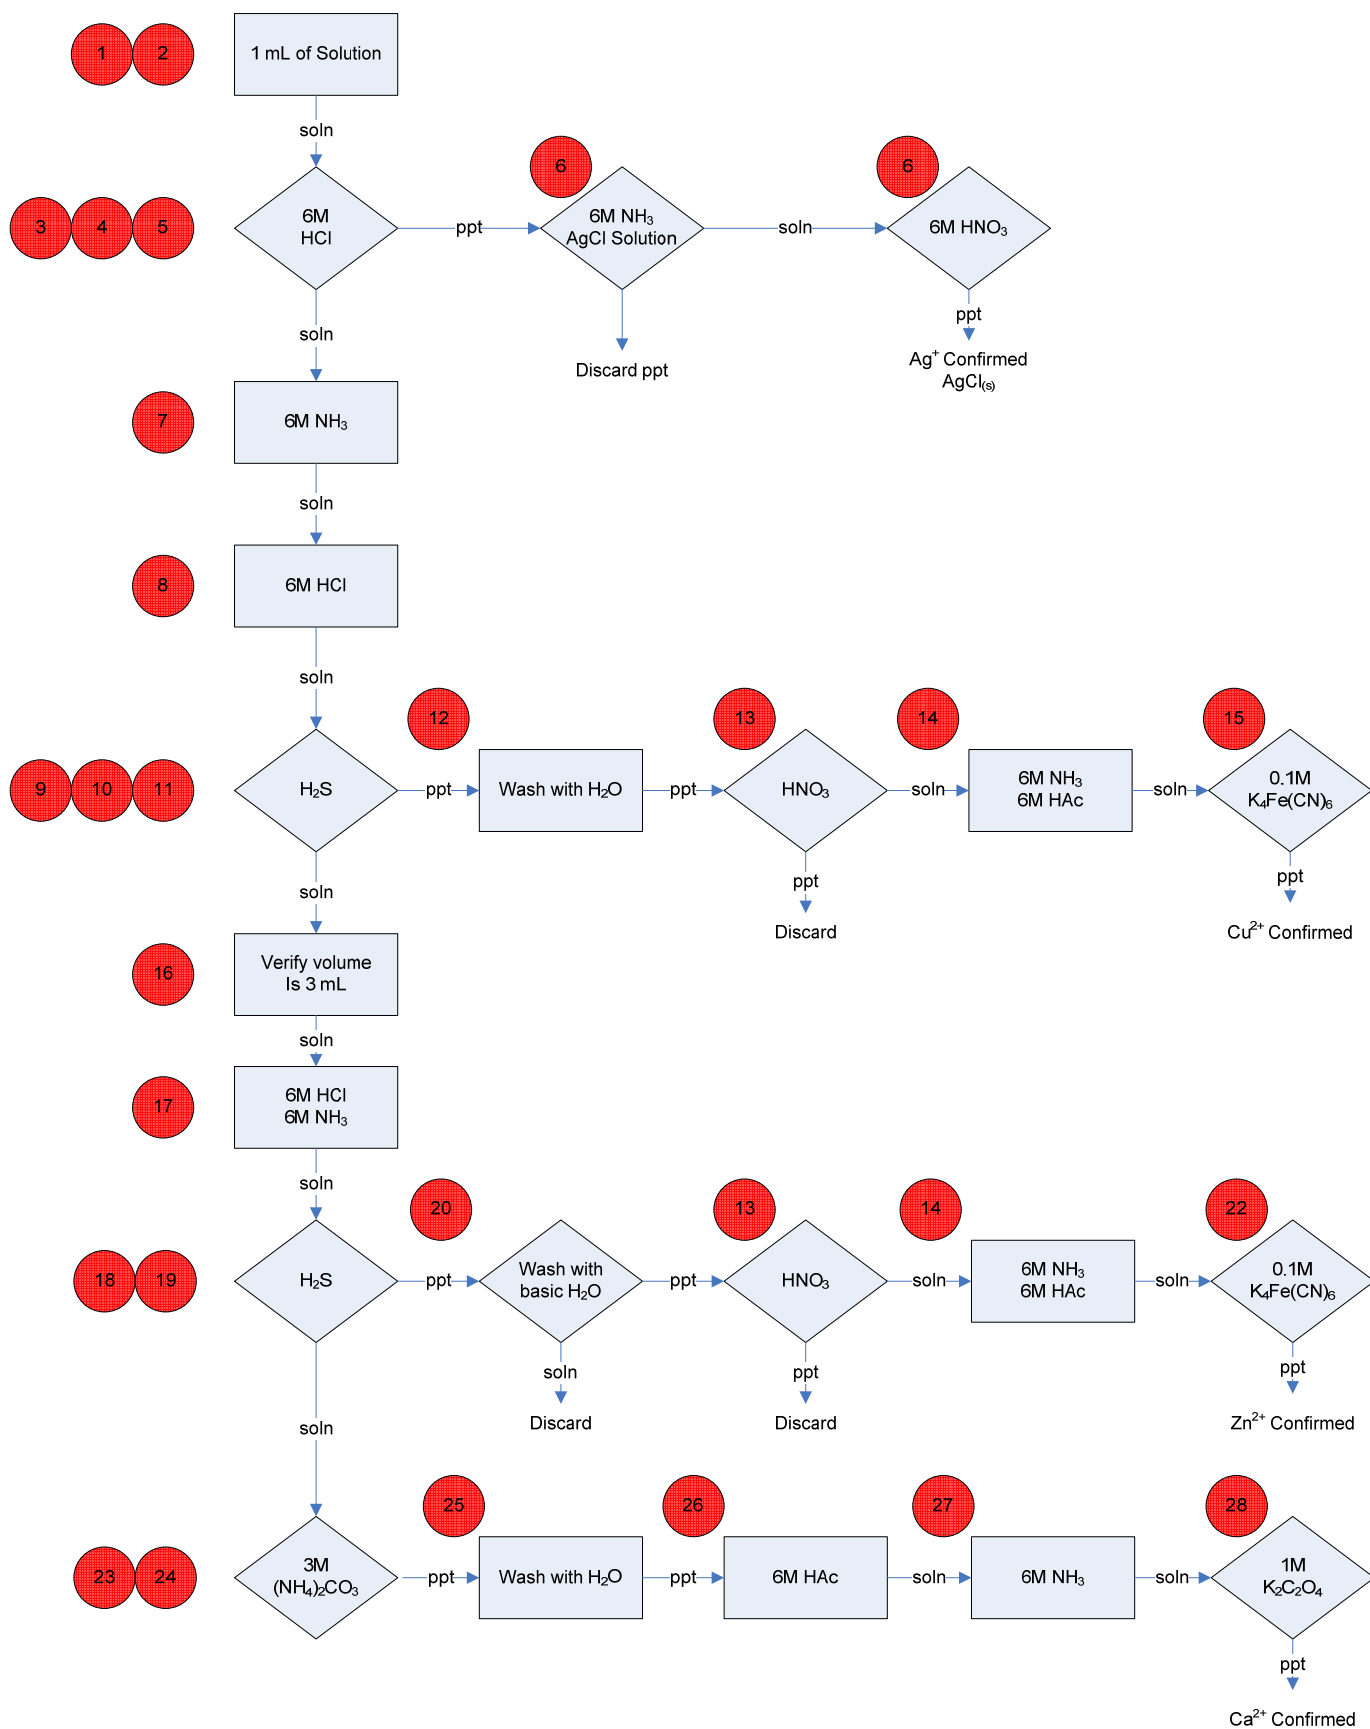 1 2
1 mL of Solution
soln
3 4 5
6M
HCl
ppt
6
6M NH₃
AgCl Solution
soln
6
6M HNO₃
ppt
Discard ppt
Ag⁺ Confirmed
AgCl₍s₎
soln
7
6M NH₃
soln
8
6M HCl
soln
9 10 11
H₂S
ppt
12
Wash with H₂O
ppt
13
HNO₃
soln
14
6M NH₃
6M HAc
soln
15
0.1M
K₄Fe(CN)₆
ppt
Discard
ppt
Cu²⁺ Confirmed
soln
16
Verify volume
Is 3 mL
soln
17
6M HCl
6M NH₃
soln
18 19
H₂S
ppt
20
Wash with
basic H₂O
ppt
13
HNO₃
soln
14
6M NH₃
6M HAc
soln
22
0.1M
K₄Fe(CN)₆
soln
Discard
ppt
Discard
ppt
Zn²⁺ Confirmed
soln
23 24
3M
(NH₄)₂CO₃
ppt
25
Wash with H₂O
ppt
26
6M HAc
soln
27
6M NH₃
soln
28
1M
K₂C₂O₄
ppt
Ca²⁺ Confirmed